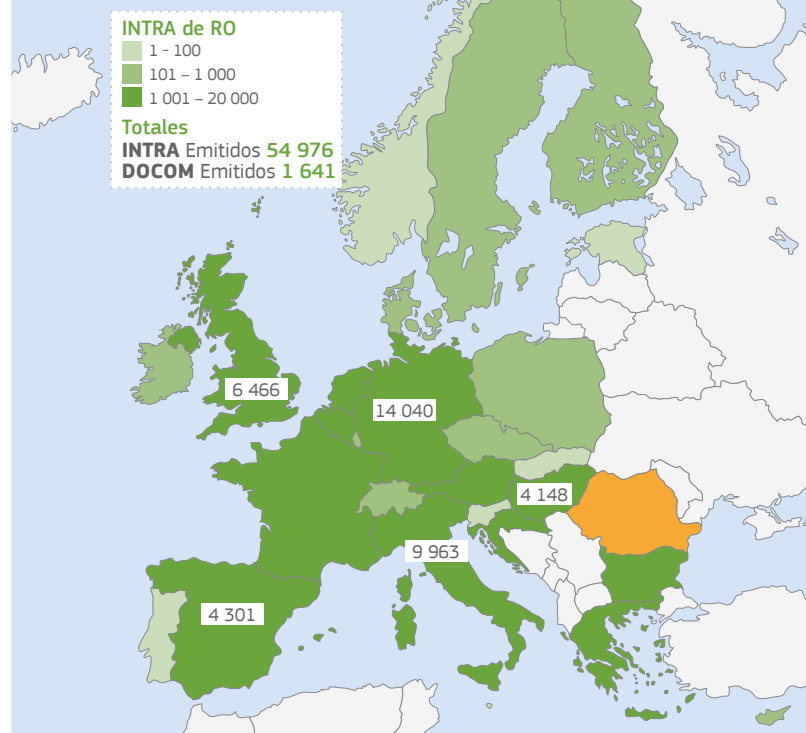 INTRA de RO
1 - 100
101 – 1 000
1 001 – 20 000
Totales
INTRA Emitidos 54 976
DOCOM Emitidos 1 641
6 466
14 040
4 148
9 963
4 301